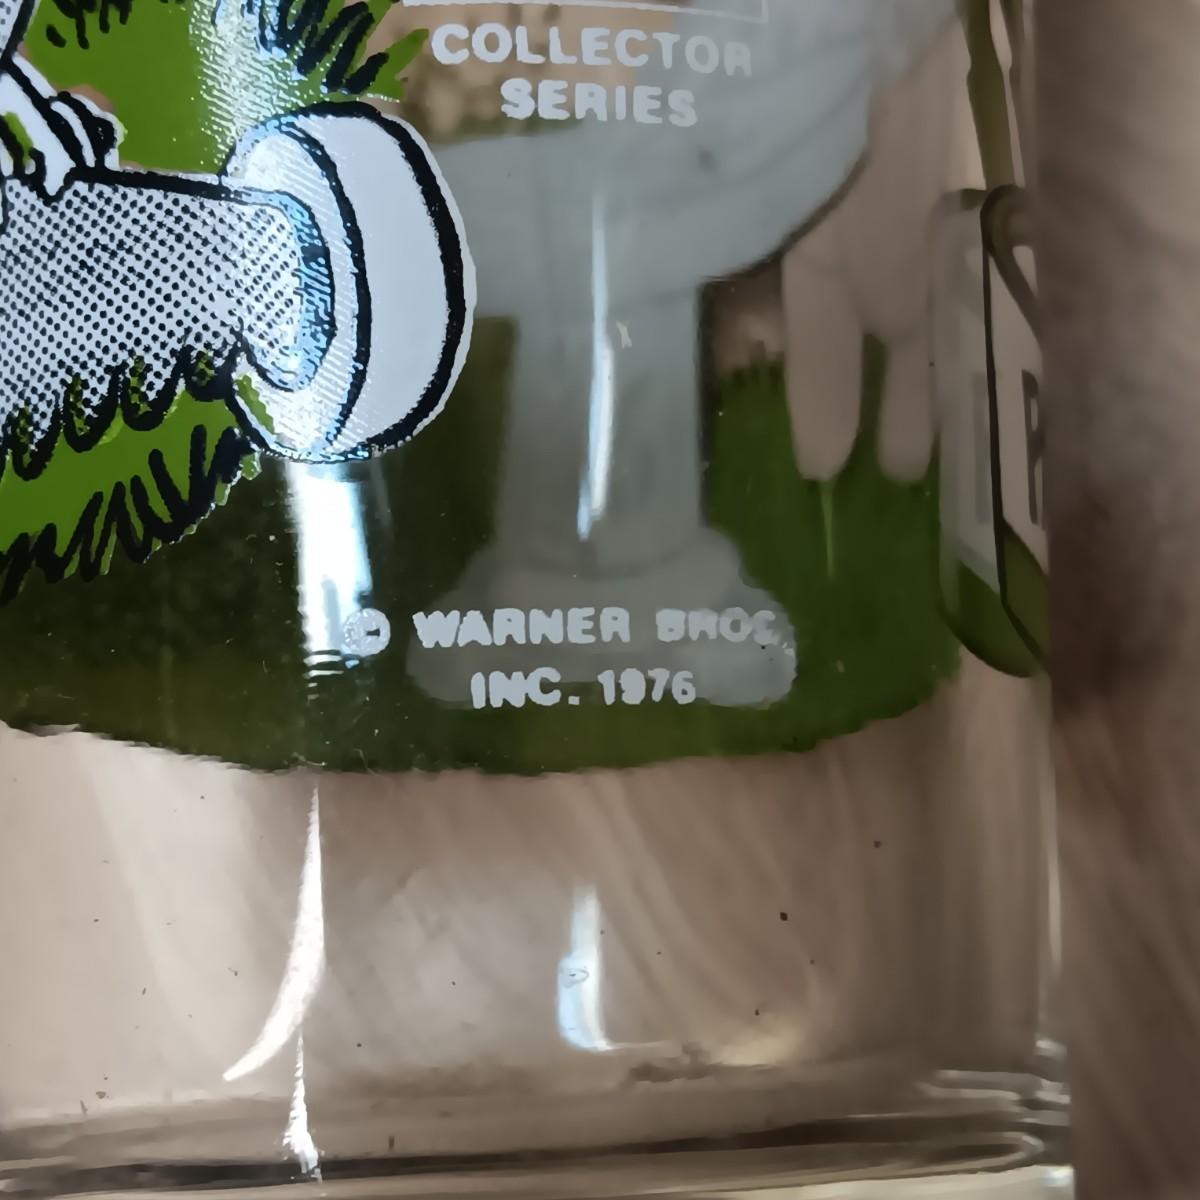 COLLECTOR
SERIES
© WARNER BROS.
INC. 1976